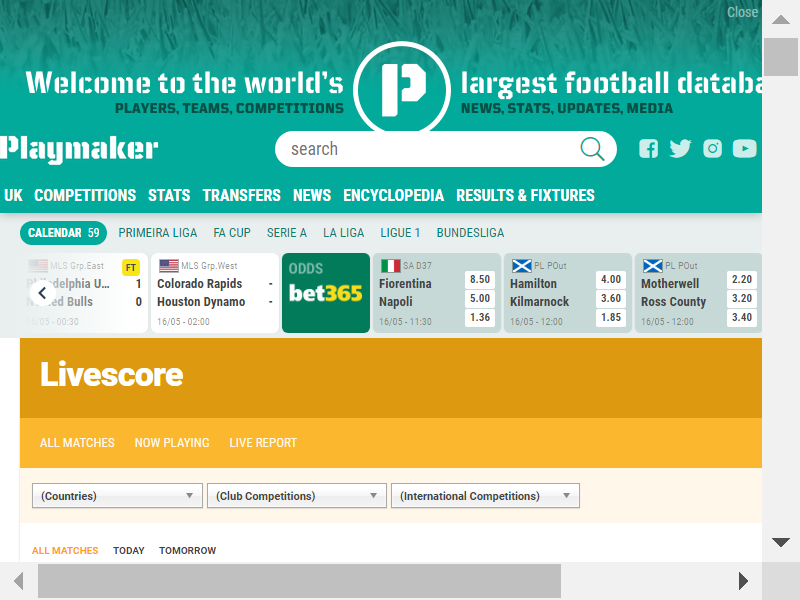 Close
Welcome to the world's
largest football databa
PLAYERS, TEAMS, COMPETITIONS
NEWS, STATS, UPDATES, MEDIA
Playmaker
search
UK COMPETITIONS STATS TRANSFERS NEWS ENCYCLOPEDIA RESULTS & FIXTURES
CALENDAR 59 PRIMEIRA LIGA FA CUP SERIE A LA LIGA LIGUE 1 BUNDESLIGA
MLS Grp.East FT
Philadelphia U... 1
Red Bulls 0
16/05 - 00:30
MLS Grp.West
Colorado Rapids -
Houston Dynamo -
16/05 - 02:00
ODDS
bet365
SA D37
Fiorentina
Napoli
16/05 - 11:30
8.50
5.00
1.36
PL POut
Hamilton
Kilmarnock
16/05 - 12:00
4.00
3.60
1.85
PL POut
Motherwell
Ross County
16/05 - 12:00
2.20
3.20
3.40
Livescore
ALL MATCHES NOW PLAYING LIVE REPORT
(Countries) (Club Competitions) (International Competitions)
ALL MATCHES TODAY TOMORROW